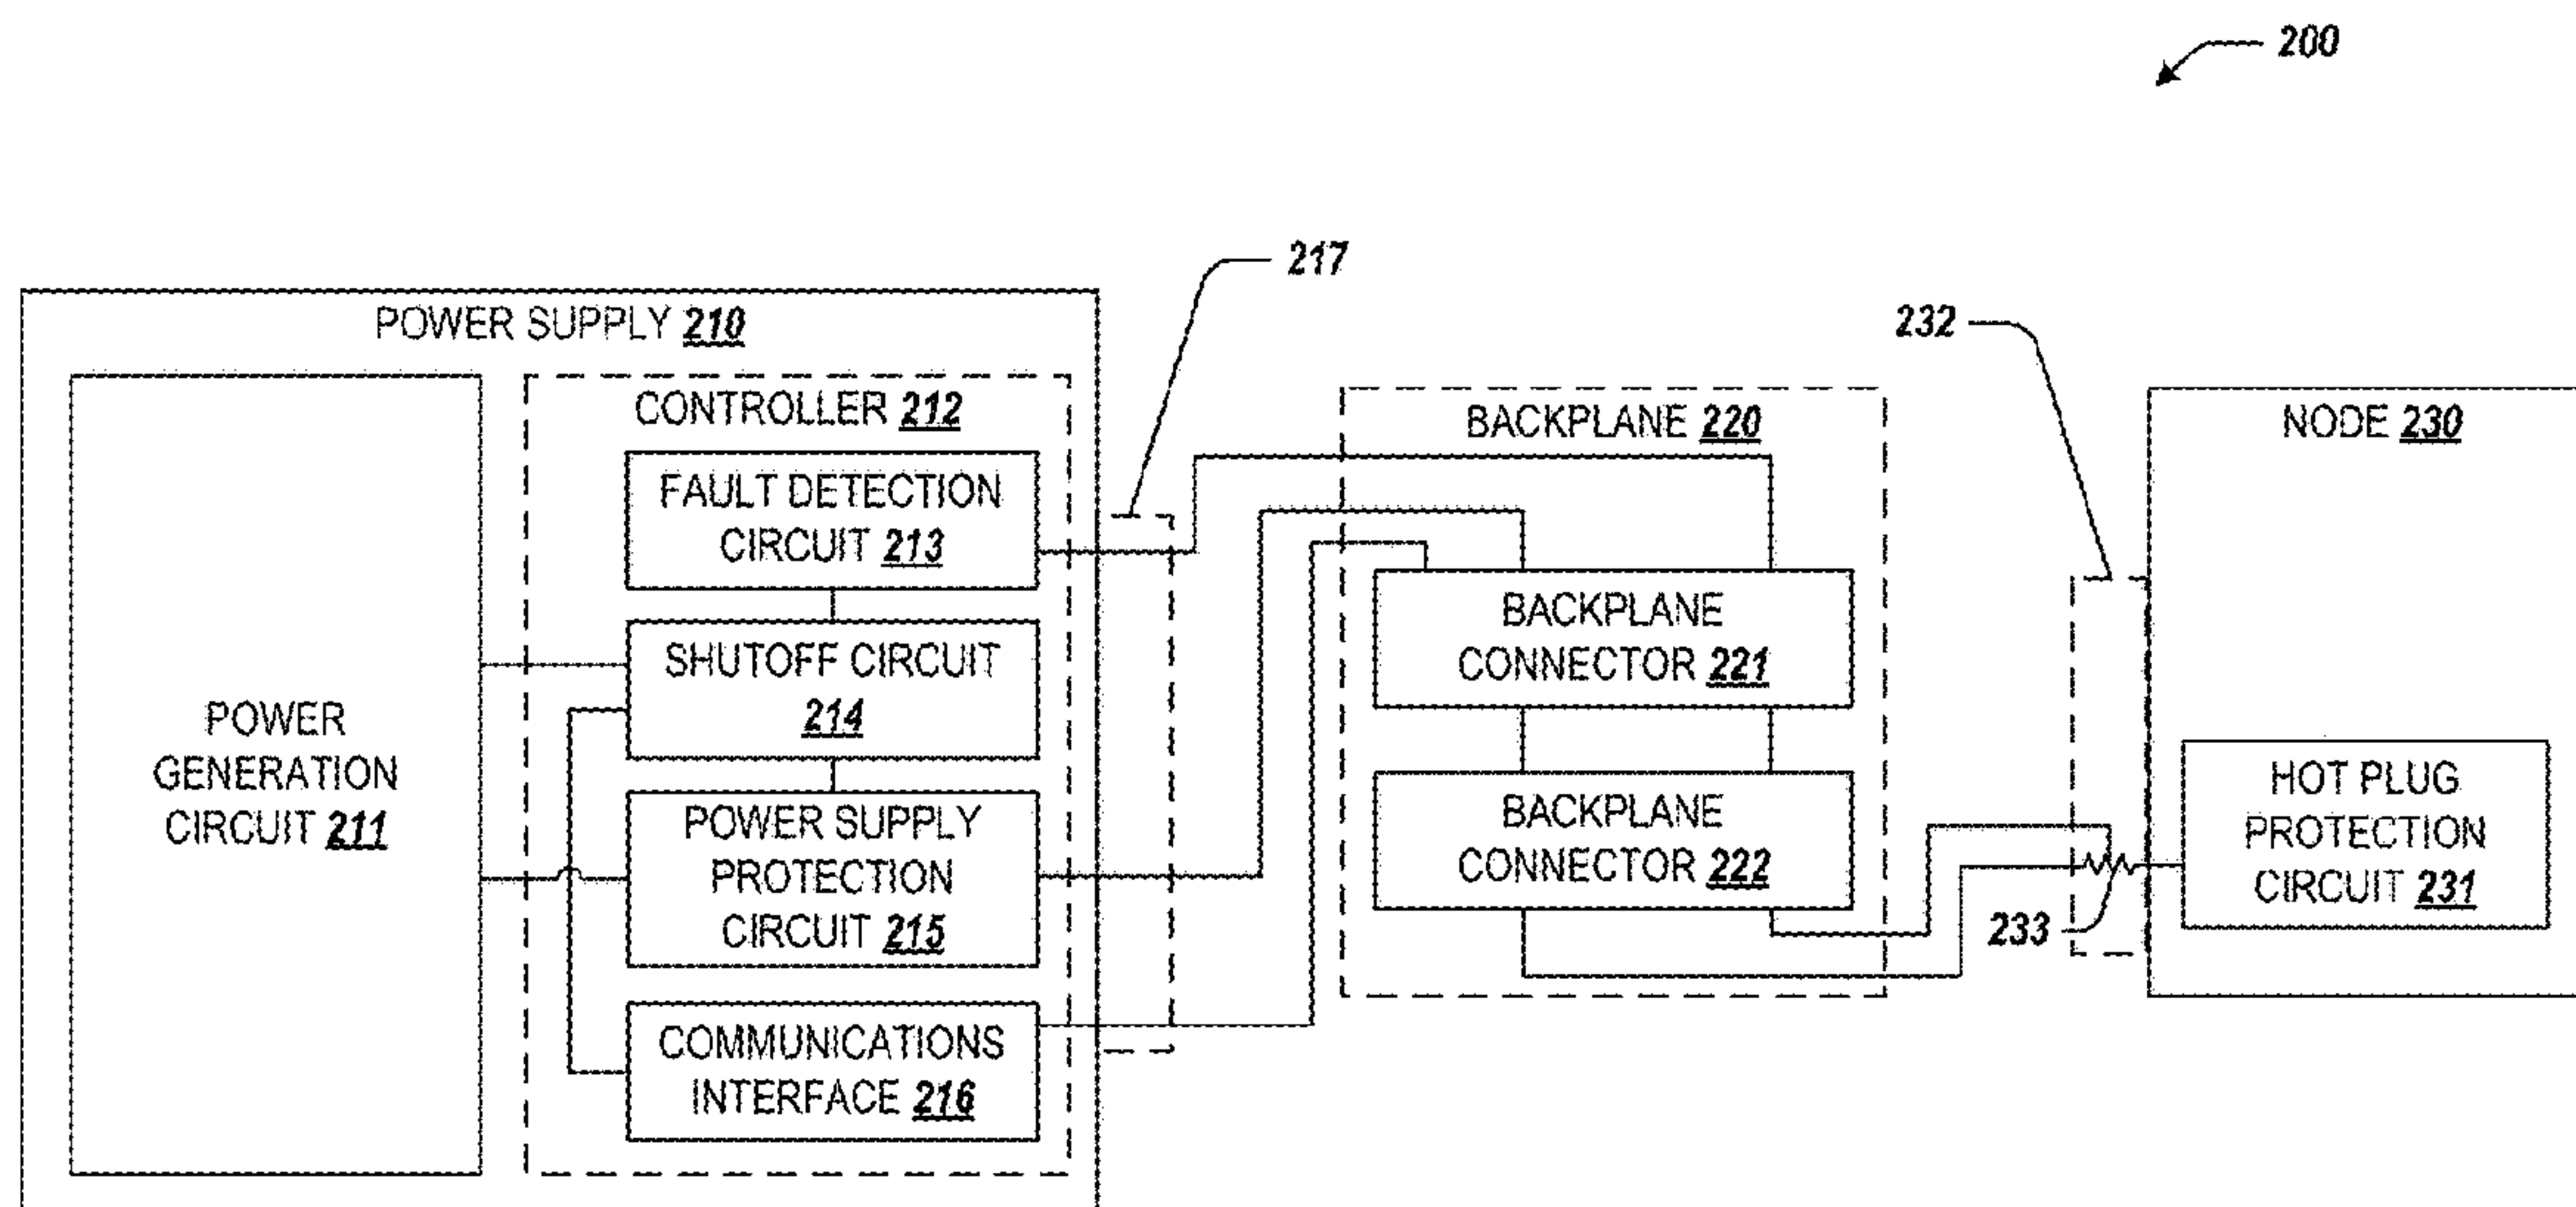 200
217
POWER SUPPLY 210
232
CONTROLLER 212
BACKPLANE 220
NODE 230
FAULT DETECTION
CIRCUIT 213
BACKPLANE
CONNECTOR 221
SHUTOFF CIRCUIT
214
POWER
GENERATION
CIRCUIT 211
HOT PLUG
PROTECTION
CIRCUIT 231
POWER SUPPLY
PROTECTION
CIRCUIT 215
BACKPLANE
CONNECTOR 222
233
COMMUNICATIONS
INTERFACE 216